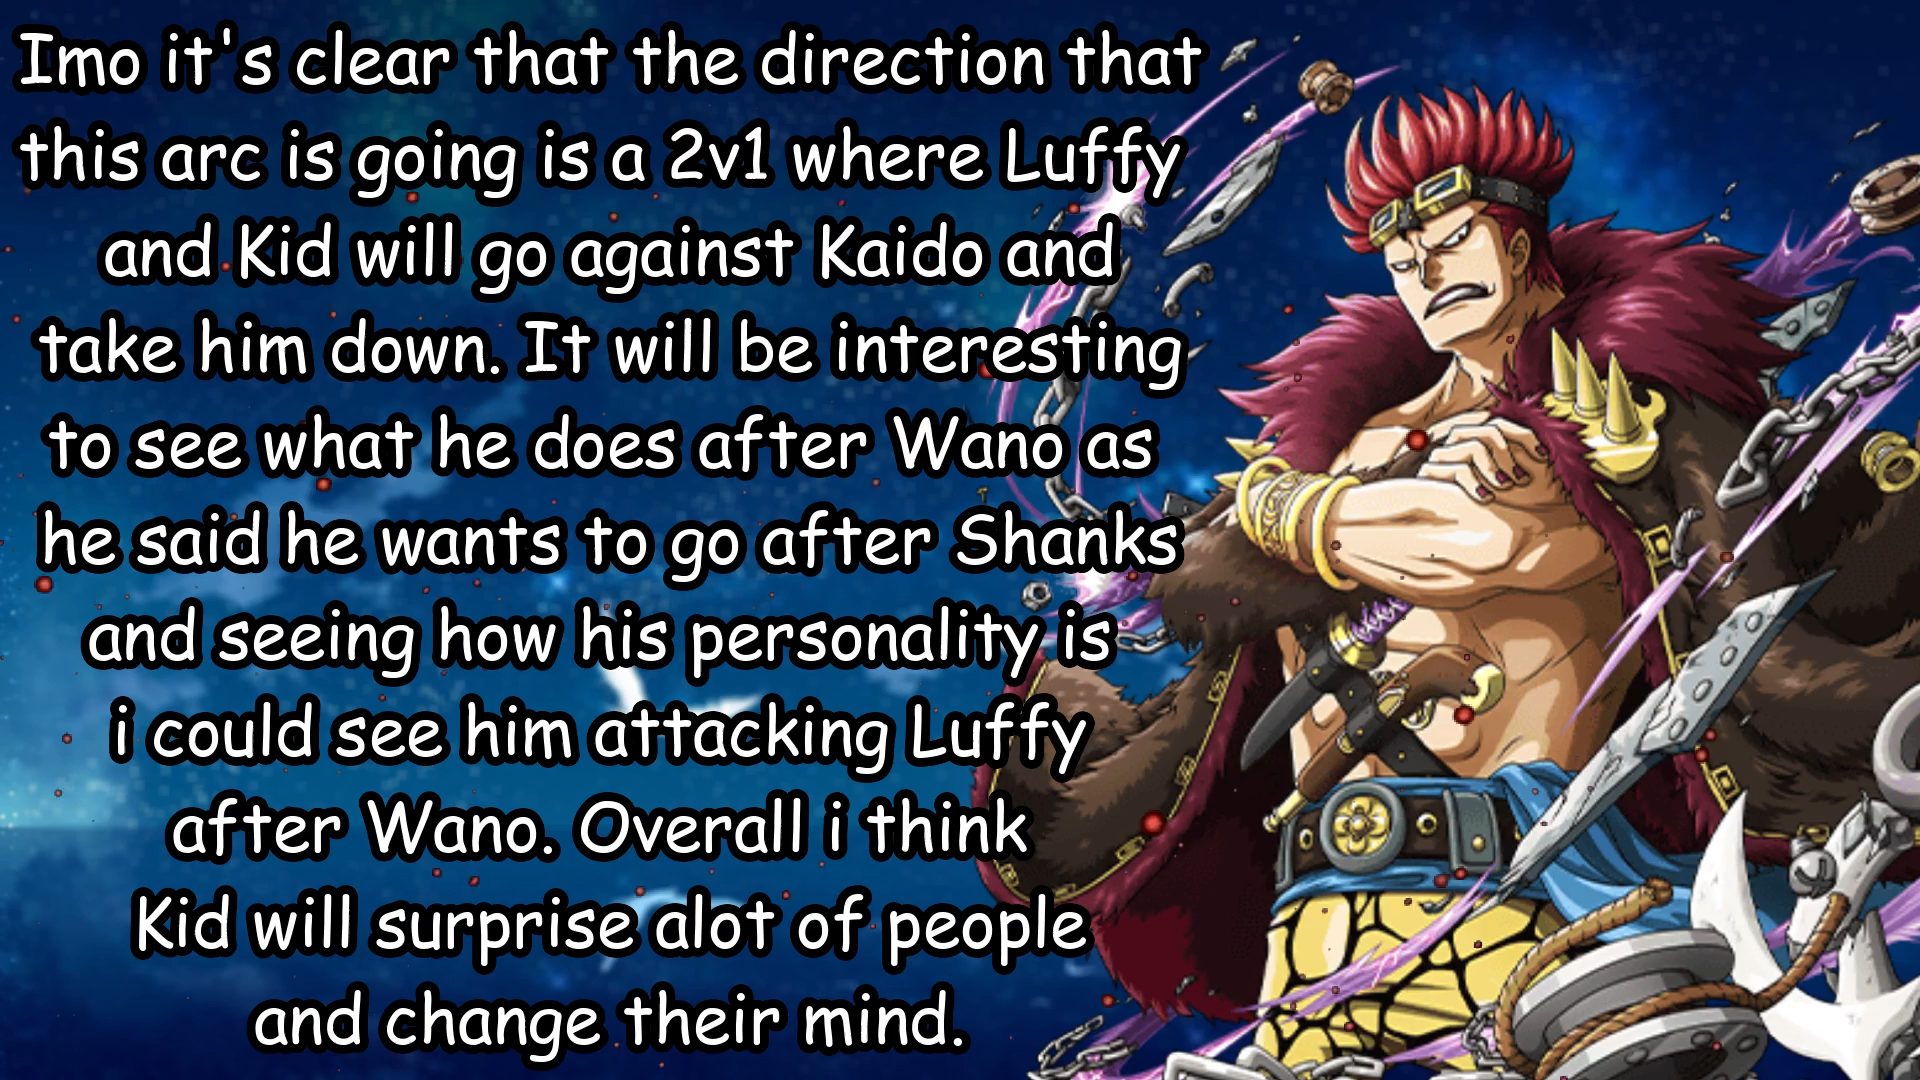 Imo it's clear that the direction that
this arc is going is a 2v1 where Luffy
and Kid will go against Kaido and
take him down. It will be interesting
to see what he does after Wano as
he said he wants to go after Shanks
and seeing how his personality is
i could see him attacking Luffy
after Wano. Overall i think
Kid will surprise alot of people
and change their mind.